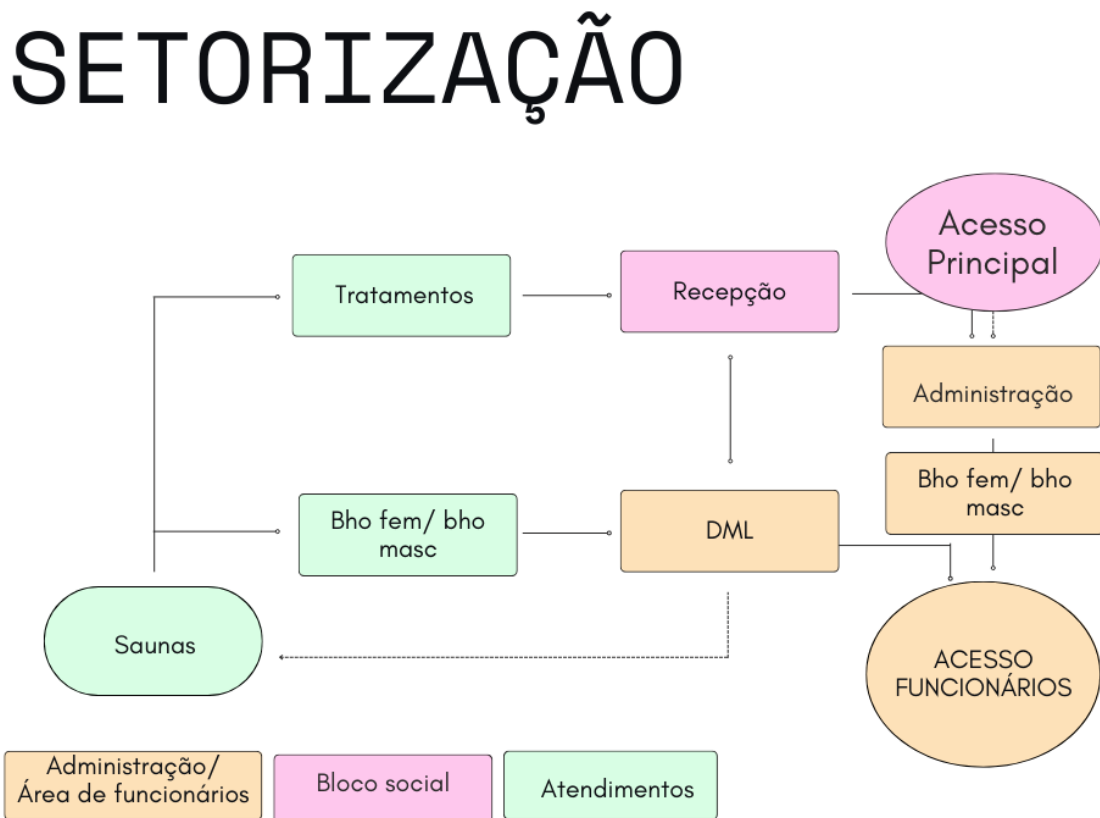 SETORIZAÇÃO
Acesso
Principal
Tratamentos
Recepção
Administração
Bho fem/ bho
masc
Bho fem/ bho
masc
DML
Saunas
ACESSO
FUNCIONÁRIOS
Administração/
Área de funcionários
Bloco social
Atendimentos